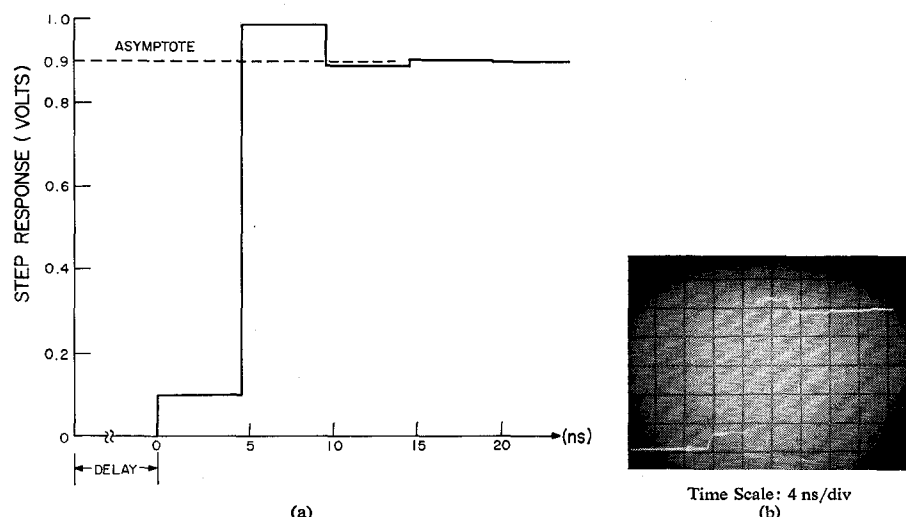 STEP RESPONSE (VOLTS)
1.0
0.9
0.8
0.6
0.4
0.2
0
ASYMPTOTE
0
5
10
15
20
(ns)
DELAY
(a)
Time Scale: 4 ns/div
(b)